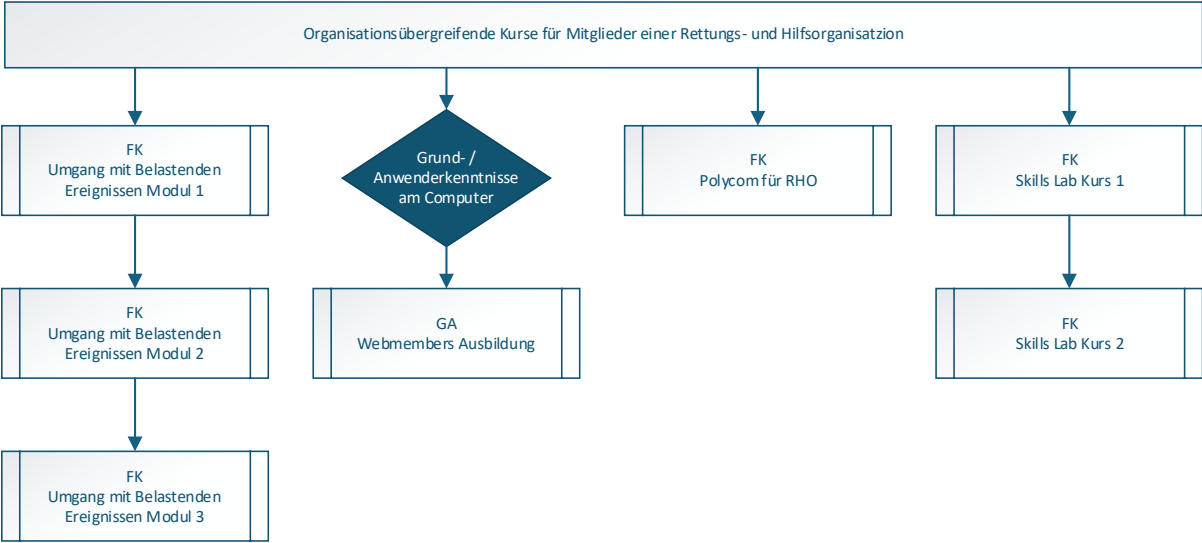 Organisationsübergreifende Kurse für Mitglieder einer Rettungs- und Hilfsorganisatzion
FK
Umgang mit Belastenden
Ereignissen Modul 1
Grund- /
Anwenderkenntnisse
am Computer
FK
Polycom für RHO
FK
Skills Lab Kurs 1
FK
Umgang mit Belastenden
Ereignissen Modul 2
GA
Webmembers Ausbildung
FK
Skills Lab Kurs 2
FK
Umgang mit Belastenden
Ereignissen Modul 3